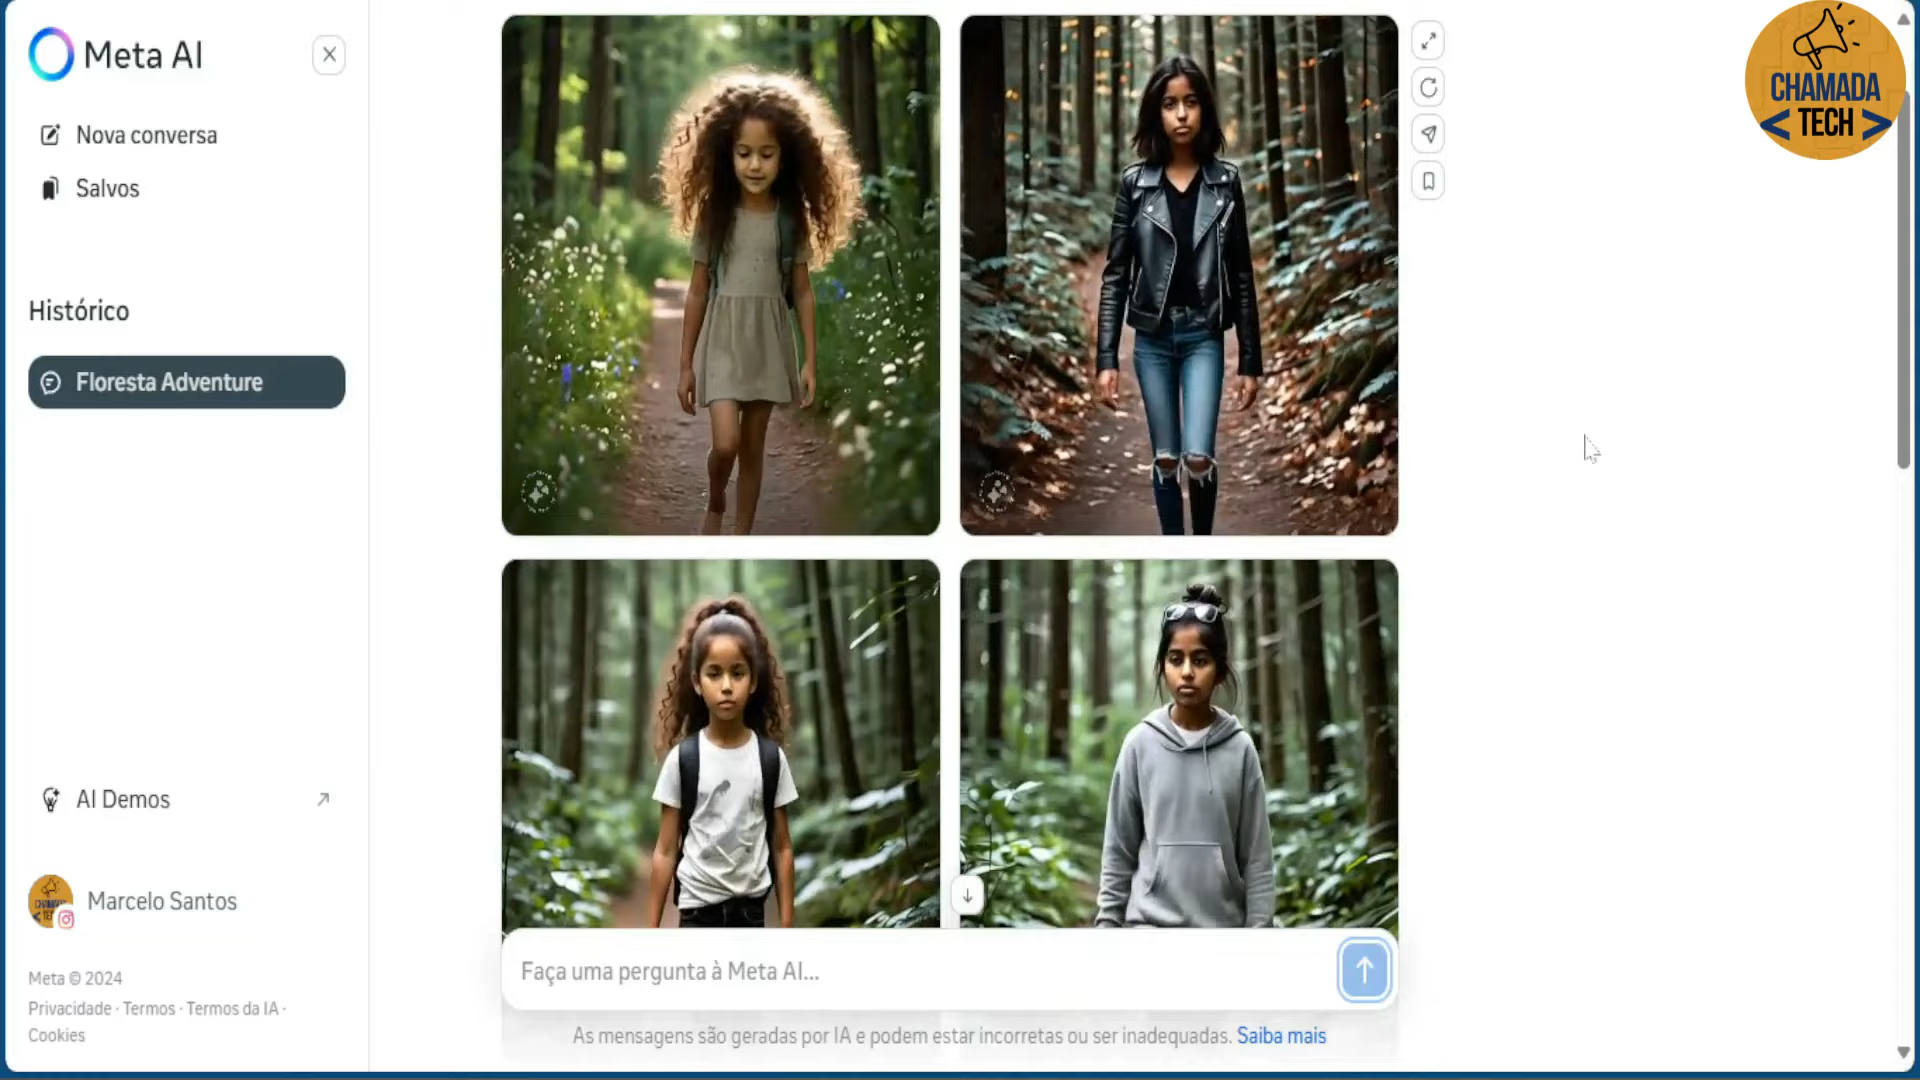 Meta AI
Nova conversa
Salvos
Histórico
Floresta Adventure
AI Demos
Marcelo Santos
Meta © 2024
Privacidade · Termos · Termos da IA ·
Cookies
Faça uma pergunta à Meta AI...
As mensagens são geradas por IA e podem estar incorretas ou ser inadequadas. Saiba mais
CHAMADA
< TECH >